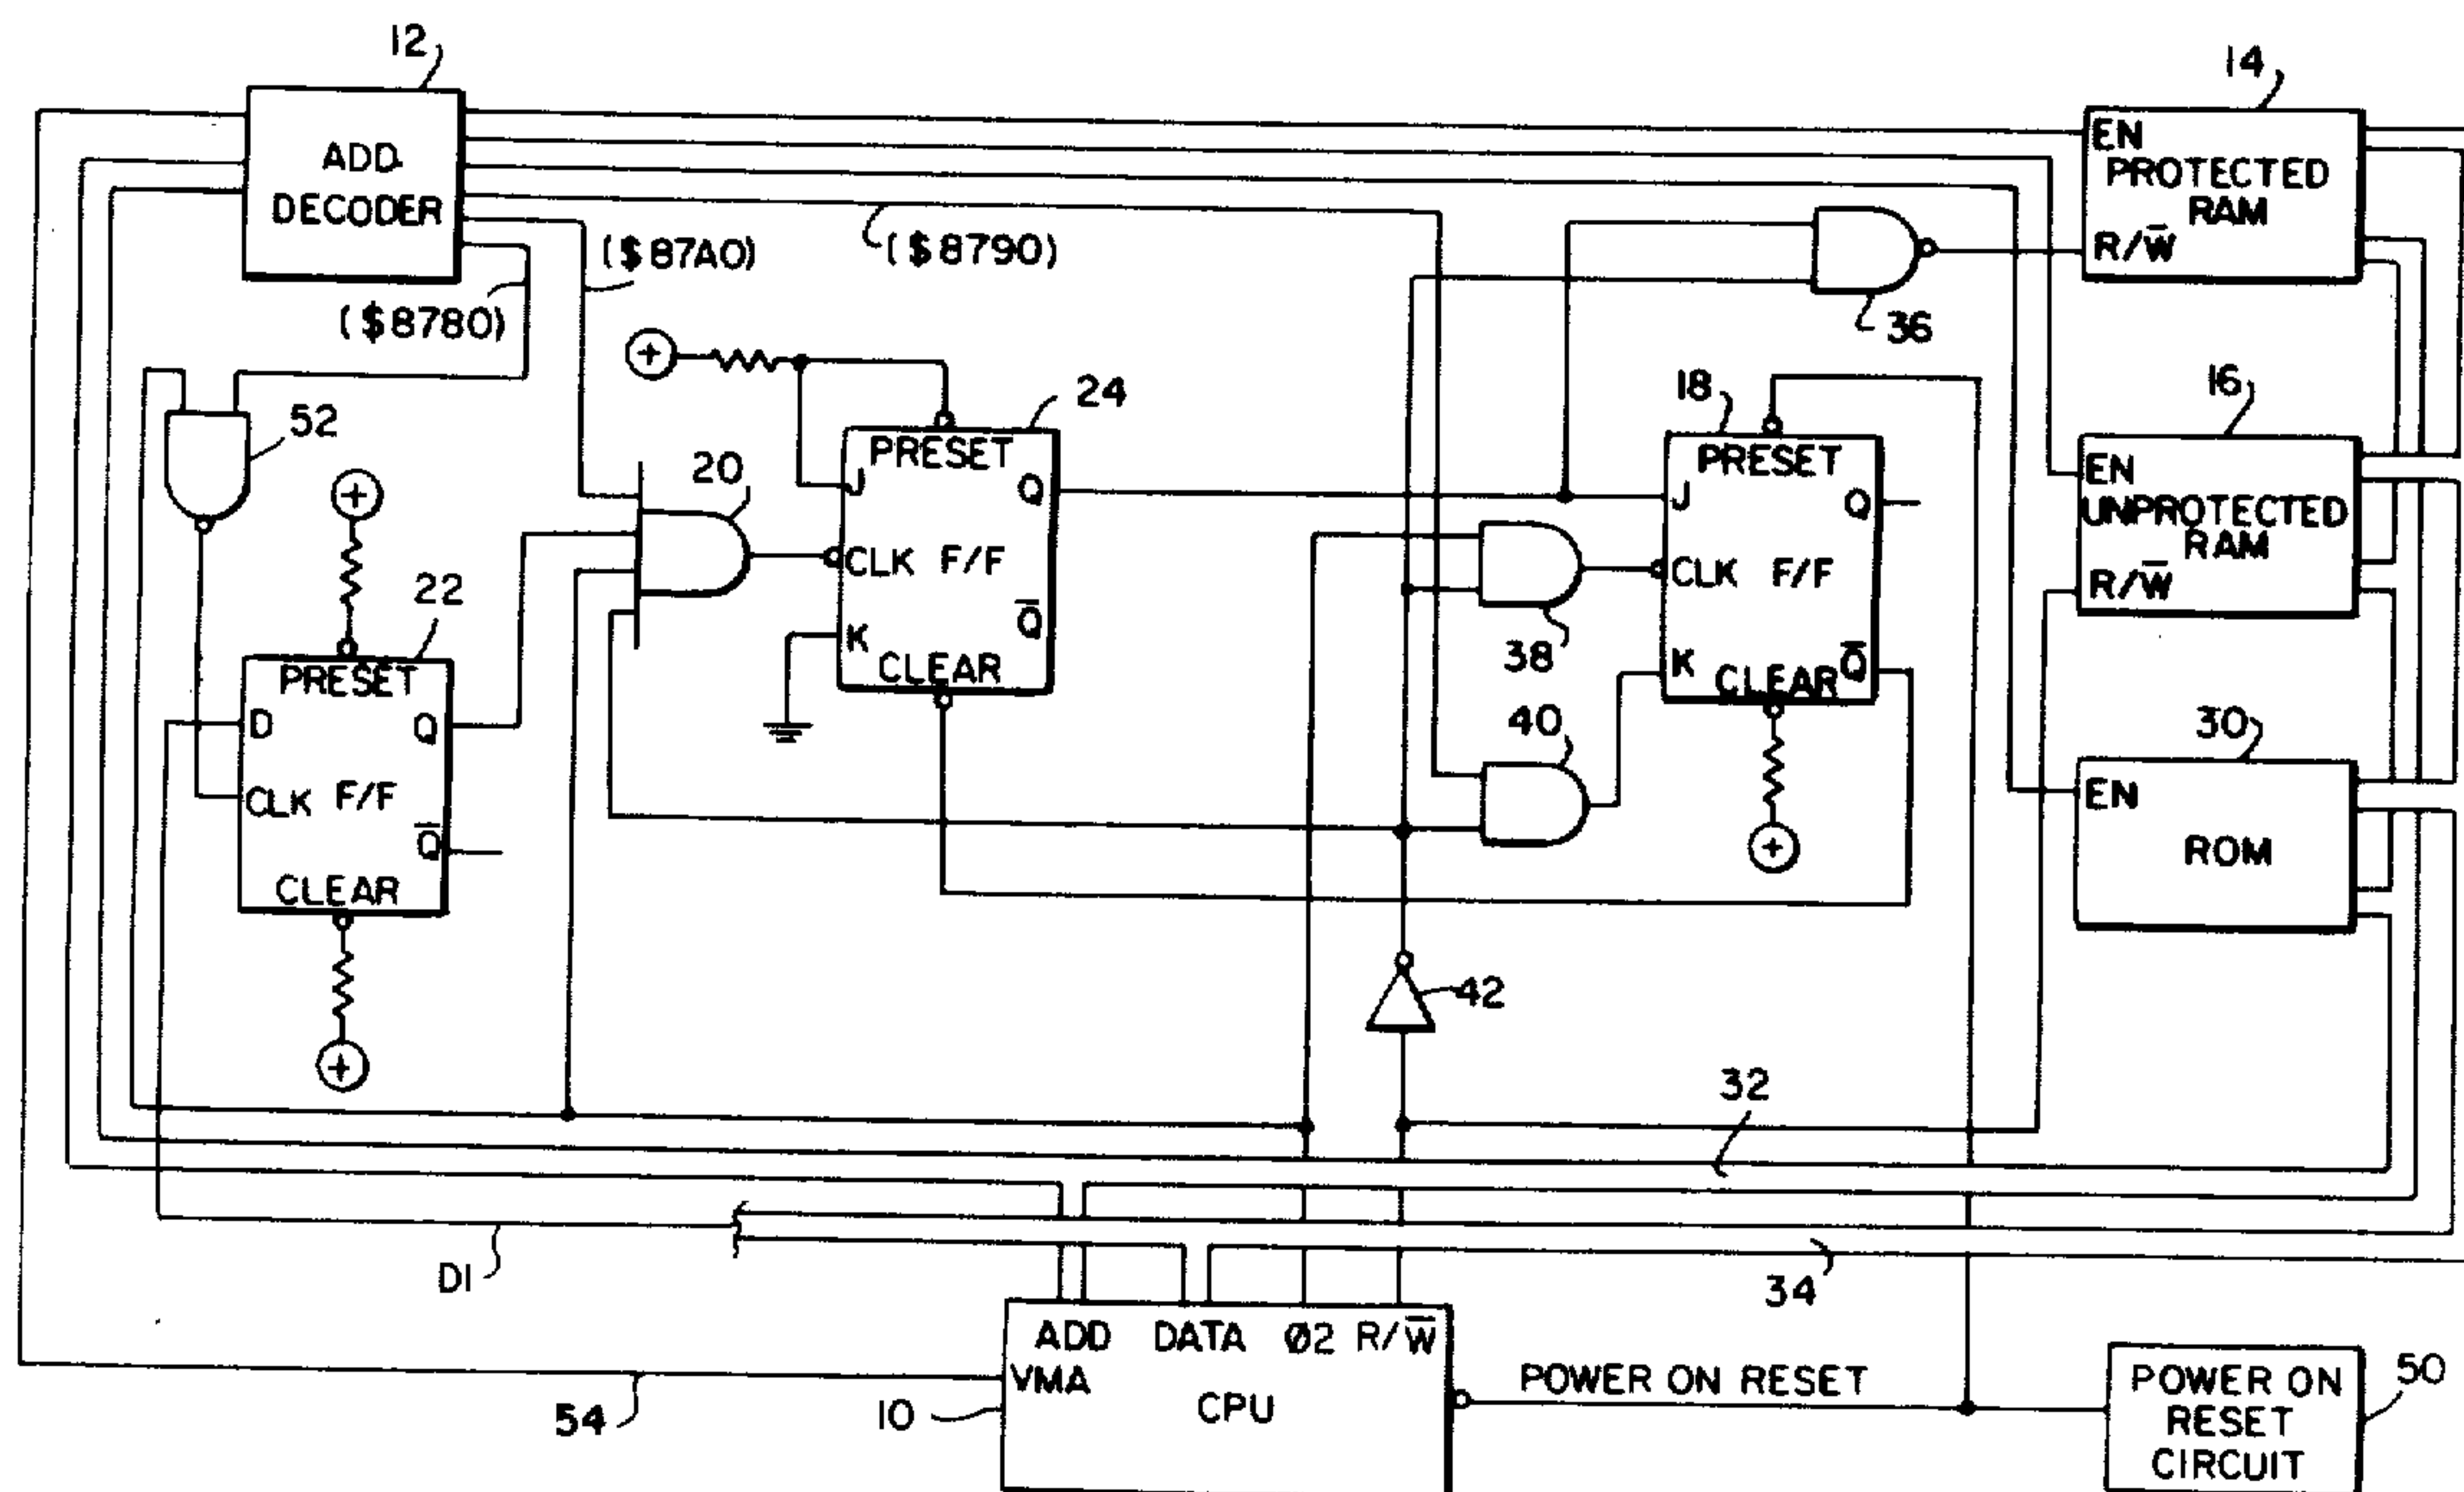 12
ADD.
DECODER
14
EN
PROTECTED
RAM
R/W̅
($87A0)
($8790)
($8780)
36
52
24
PRESET
J
Q
CLK F/F
Q̅
K
CLEAR
20
18
PRESET
J
Q
CLK F/F
K
Q̅
CLEAR
16
EN
UNPROTECTED
RAM
R/W̅
22
PRESET
D
Q
CLK F/F
Q̅
CLEAR
38
40
30
EN
ROM
42
32
D1
34
ADD DATA Ø2 R/W̅
VMA
CPU
54
10
POWER ON RESET
POWER ON
RESET
CIRCUIT
50